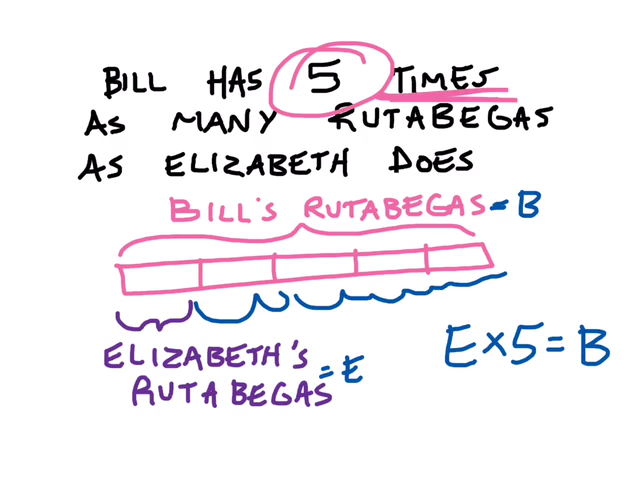 BILL HAS 5 TIMES
AS MANY RUTABEGAS
AS ELIZABETH DOES
BILL'S RUTABEGAS = B
ELIZABETH'S
RUTABEGAS = E
E × 5 = B